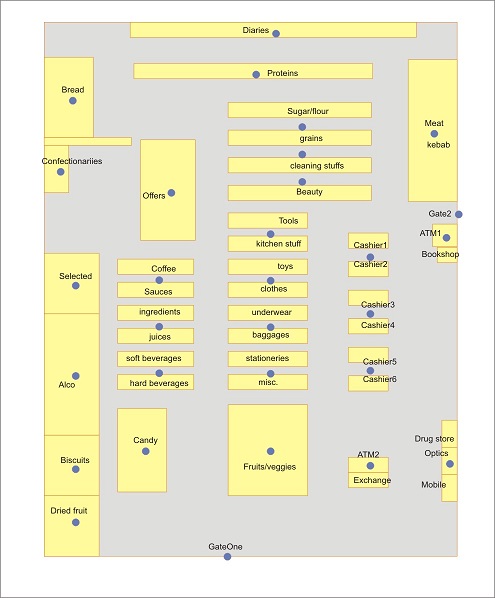 Diaries
Proteins
Bread
Sugar/flour
Meat
grains
kebab
Confectionariies
cleaning stuffs
Offers
Beauty
Gate2
Tools
ATM1
kitchen stuff
Cashier1
Bookshop
Coffee
toys
Cashier2
Selected
Sauces
clothes
Cashier3
ingredients
underwear
Cashier4
juices
baggages
soft beverages
stationeries
Cashier5
Alco
hard beverages
misc.
Cashier6
Candy
Drug store
Biscuits
Fruits/veggies
ATM2
Optics
Exchange
Mobile
Dried fruit
GateOne